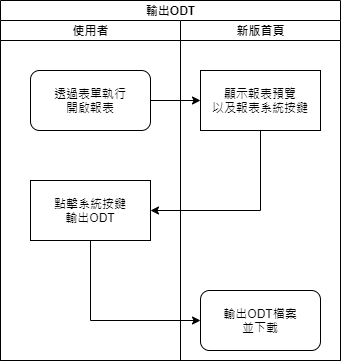 輸出ODT
使用者
新版首頁
透過表單執行
開啟報表
顯示報表預覽
以及報表系統按鍵
點擊系統按鍵
輸出ODT
輸出ODT檔案
並下載